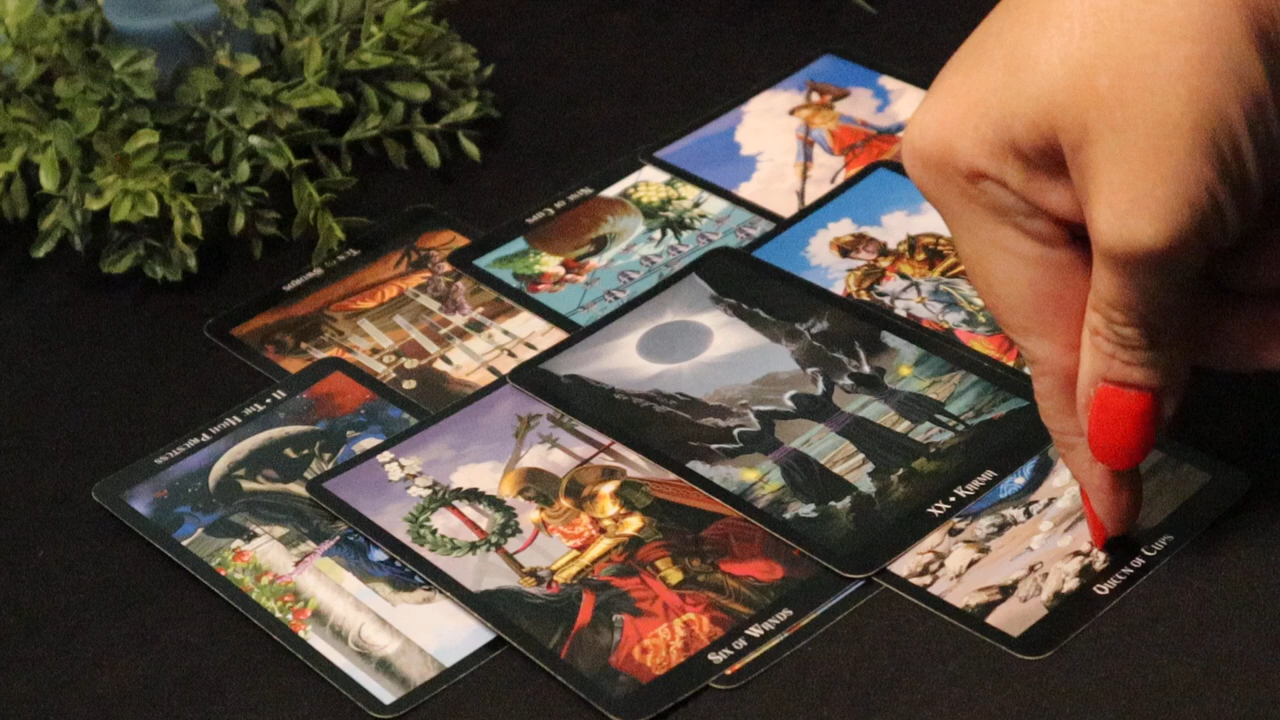 Nine of Cups
Ten of Swords
II • The High Priestess
XX • Karma
Queen of Cups
Six of Wands